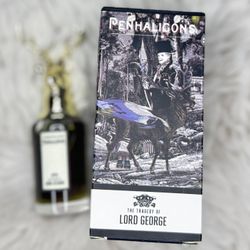 PENHALIGON'S
THE TRAGEDY OF
LORD GEORGE